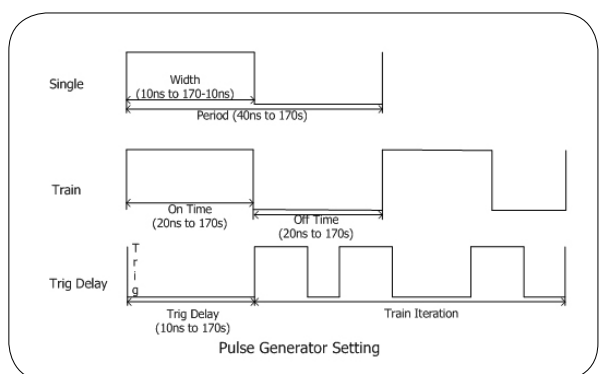 Single
Width
(10ns to 170-10ns)
Period (40ns to 170s)
Train
On Time
(20ns to 170s)
Off Time
(20ns to 170s)
Trig
Trig Delay
Trig Delay
(10ns to 170s)
Train Iteration
Pulse Generator Setting